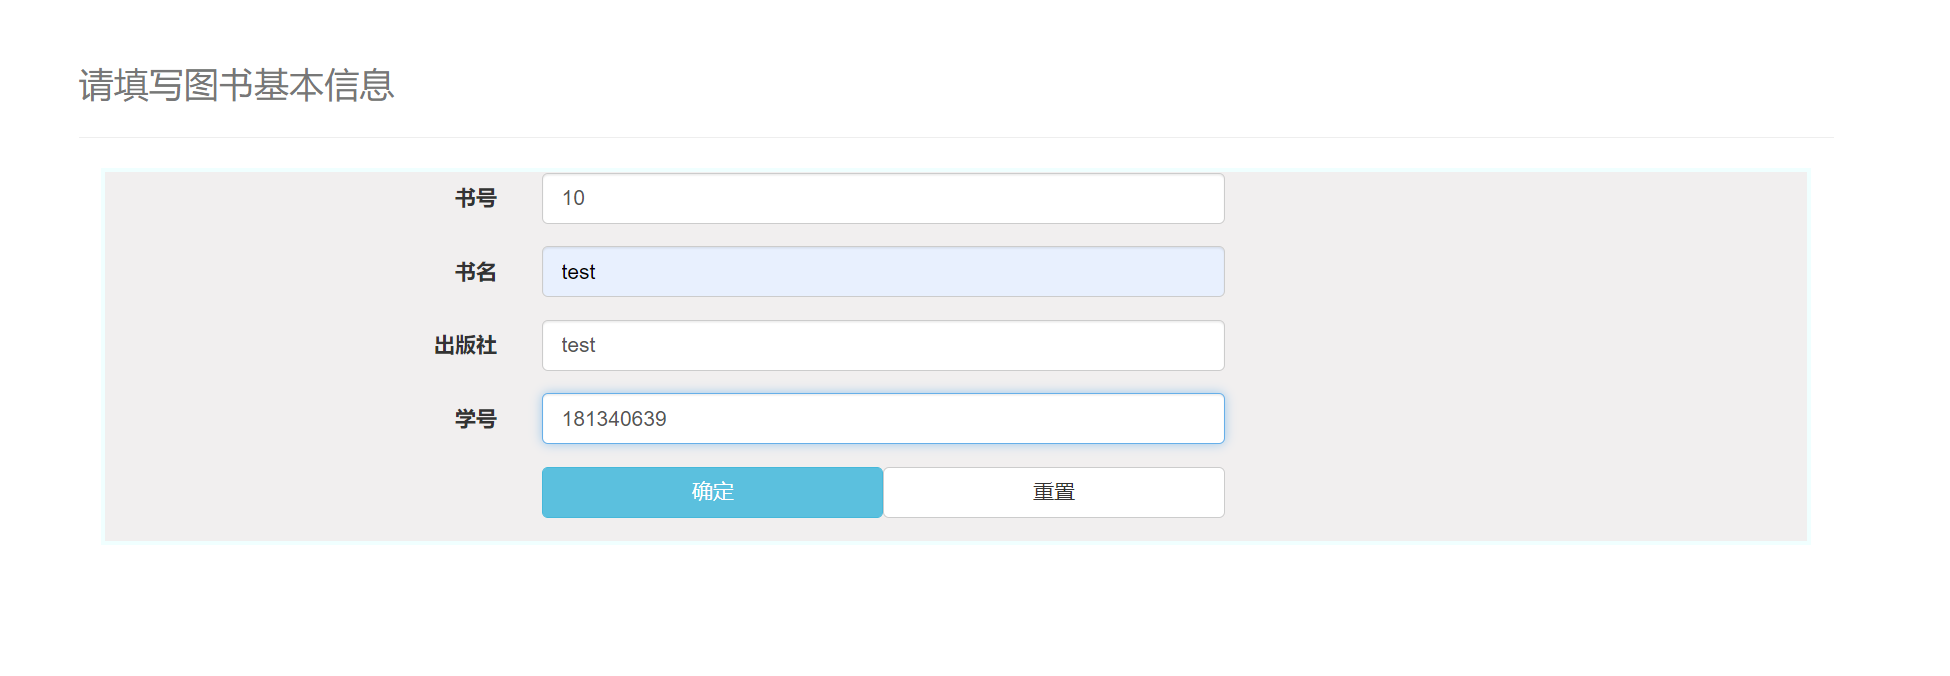 请填写图书基本信息
书号 10
书名 test
出版社 test
学号 181340639
确定 重置